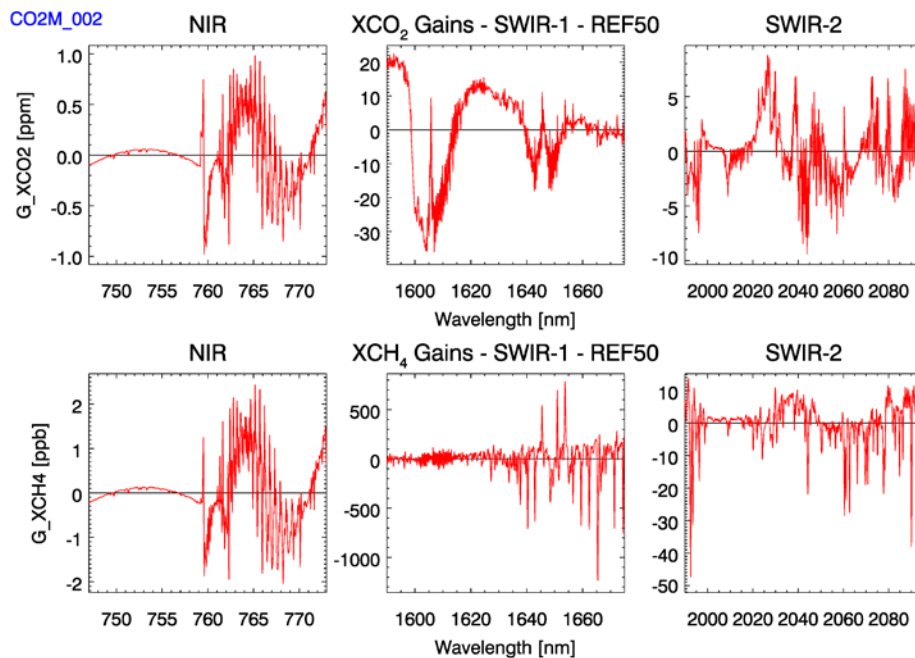 CO2M_002
NIR
XCO₂ Gains - SWIR-1 - REF50
SWIR-2
G_XCO2 [ppm]
1.0
0.5
0.0
-0.5
-1.0
20
10
0
-10
-20
-30
5
0
-5
-10
750 755 760 765 770
1600 1620 1640 1660
2000 2020 2040 2060 2080
Wavelength [nm]
NIR
XCH₄ Gains - SWIR-1 - REF50
SWIR-2
G_XCH4 [ppb]
2
1
0
-1
-2
500
0
-500
-1000
10
0
-10
-20
-30
-40
-50
750 755 760 765 770
1600 1620 1640 1660
2000 2020 2040 2060 2080
Wavelength [nm]